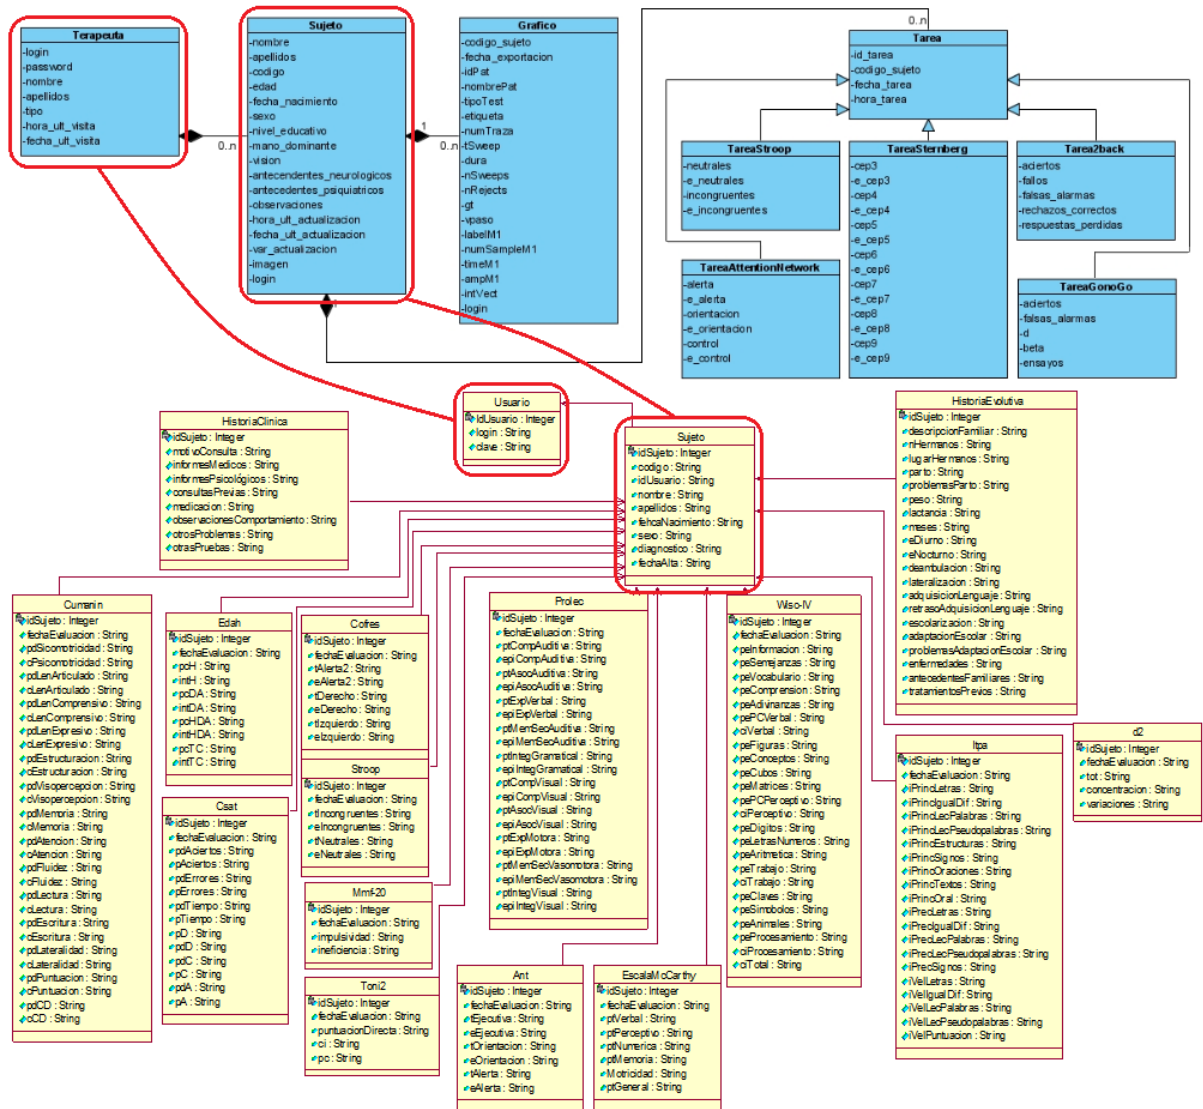 Terapeuta
-login
-password
-nombre
-apellidos
-tipo
-hora_ult_visita
-fecha_ult_visita
0..n
Sujeto
-nombre
-apellidos
-codigo
-edad
-fecha_nacimiento
-sexo
-nivel_educativo
-mano_dominante
-vision
-antecendentes_neurologicos
-antecedentes_psiquiatricos
-observaciones
-hora_ult_actualizacion
-fecha_ult_actualizacion
-var_actualizacion
-imagen
-login
1
0..n
Grafico
-codigo_sujeto
-fecha_exportacion
-idPat
-nombrePat
-tipoTest
-etiqueta
-numTraza
-tSweep
-dura
-nSweeps
-nRejects
-gt
-vpaso
-labelM1
-numSampleM1
-timeM1
-ampM1
-intVect
-login
0..n
Tarea
-id_tarea
-codigo_sujeto
-fecha_tarea
-hora_tarea
TareaStroop
-neutrales
-e_neutrales
-incongruentes
-e_incongruentes
TareaSternberg
-cep3
-e_cep3
-cep4
-e_cep4
-cep5
-e_cep5
-cep6
-e_cep6
-cep7
-e_cep7
-cep8
-e_cep8
-cep9
-e_cep9
Tarea2back
-aciertos
-fallos
-falsas_alarmas
-rechazos_correctos
-respuestas_perdidas
TareaAttentionNetwork
-alerta
-e_alerta
-orientacion
-e_orientacion
-control
-e_control
TareaGonoGo
-aciertos
-falsas_alarmas
-d
-beta
-ensayos
Usuario
IdUsuario : Integer
login : String
clave : String
HistoriaClinica
idSujeto : Integer
motivoConsulta : String
informesMedicos : String
informesPsicológicos : String
consultasPrevias : String
medicacion : String
observacionesComportamiento : String
otrosProblemas : String
otrasPruebas : String
Sujeto
idSujeto : Integer
codigo : String
idUsuario : String
nombre : String
apellidos : String
fehcaNacimiento : String
sexo : String
diagnostico : String
fechaAlta : String
HistoriaEvolutiva
idSujeto : Integer
descripcionFamiliar : String
nHermanos : String
lugarHermanos : String
parto : String
problemasParto : String
peso : String
lactancia : String
meses : String
eDiurno : String
eNocturno : String
deambulacion : String
lateralizacion : String
adquisicionLenguaje : String
retrasoAdquisicionLenguaje : String
escolarizacion : String
adaptacionEscolar : String
problemasAdaptacionEscolar : String
enfermedades : String
antecedentesFamiliares : String
tratamientosPrevios : String
Cumanin
idSujeto : Integer
fechaEvaluacion : String
pdSicomotricidad : String
cPsicomotricidad : String
pdLenArticulado : String
cLenArticulado : String
pdLenComprensivo : String
cLenComprensivo : String
pdLenExpresivo : String
cLenExpresivo : String
pdEstructuracion : String
cEstructuracion : String
pdVisopercepcion : String
cVisopercepcion : String
pdMemoria : String
cMemoria : String
pdAtencion : String
cAtencion : String
pdFluidez : String
cFluidez : String
pdLectura : String
cLectura : String
pdEscritura : String
cEscritura : String
pdLateralidad : String
cLateralidad : String
pdPuntuacion : String
cPuntuacion : String
pdCD : String
cCD : String
Edah
idSujeto : Integer
fechaEvaluacion : String
pcH : String
intH : String
pcDA : String
intDA : String
pcHDA : String
intHDA : String
pcTC : String
intTC : String
Csat
idSujeto : Integer
fechaEvaluacion : String
pdAciertos : String
pAciertos : String
pdErrores : String
pErrores : String
pdTiempo : String
pTiempo : String
pD : String
pdD : String
pdC : String
pC : String
pdA : String
pA : String
Cofres
idSujeto : Integer
fechaEvaluacion : String
tAlerta2 : String
eAlerta2 : String
tDerecho : String
eDerecho : String
tIzquierdo : String
eIzquierdo : String
Stroop
idSujeto : Integer
fechaEvaluacion : String
tIncongruentes : String
eIncongruentes : String
tNeutrales : String
eNeutrales : String
Mmf-20
idSujeto : Integer
fechaEvaluacion : String
impulsividad : String
ineficiencia : String
Toni2
idSujeto : Integer
fechaEvaluacion : String
puntuacionDirecta : String
ci : String
pc : String
Prolec
idSujeto : Integer
fechaEvaluacion : String
ptCompAuditiva : String
epiCompAuditiva : String
ptAsocAuditiva : String
epiAsocAuditiva : String
ptExpVerbal : String
epiExpVerbal : String
ptMemSecAuditiva : String
epiMemSecAuditiva : String
ptIntegGramatical : String
epiIntegGramatical : String
ptCompVisual : String
epiCompVisual : String
ptAsocVisual : String
epiAsocVisual : String
ptExpMotora : String
epiExpMotora : String
ptMemSecVasomotora : String
epiMemSecVasomotora : String
ptIntegVisual : String
epiIntegVisual : String
Ant
idSujeto : Integer
fechaEvaluacion : String
tEjecutiva : String
eEjecutiva : String
tOrientacion : String
eOrientacion : String
tAlerta : String
eAlerta : String
EscalaMcCarthy
idSujeto : Integer
fechaEvaluacion : String
ptVerbal : String
ptPerceptivo : String
ptNumerica : String
ptMemoria : String
Motricidad : String
ptGeneral : String
Wisc-IV
idSujeto : Integer
fechaEvaluacion : String
peInformacion : String
peSemejanzas : String
peVocabulario : String
peComprension : String
peAdivinanzas : String
pePCVerbal : String
ciVerbal : String
peFiguras : String
peConceptos : String
peCubos : String
peMatrices : String
pePCPerceptivo : String
ciPerceptivo : String
peDigitos : String
peLetrasNumeros : String
peAritmetica : String
peTrabajo : String
ciTrabajo : String
peClaves : String
peSimbolos : String
peAnimales : String
peProcesamiento : String
ciProcesamiento : String
ciTotal : String
Itpa
idSujeto : Integer
fechaEvaluacion : String
iPrincLetras : String
iPrincIgualDif : String
iPrincLecPalabras : String
iPrincLecPseudopalabras : String
iPrincEstructuras : String
iPrincSignos : String
iPrincOraciones : String
iPrincTextos : String
iPrincOral : String
iPrecLetras : String
iPrecIgualDif : String
iPrecLecPalabras : String
iPrecLecPseudopalabras : String
iPrecSignos : String
iVelLetras : String
iVelIgualDif : String
iVelLecPalabras : String
iVelLecPseudopalabras : String
iVelPuntuacion : String
d2
idSujeto : Integer
fechaEvaluacion : String
tot : String
concentracion : String
variaciones : String